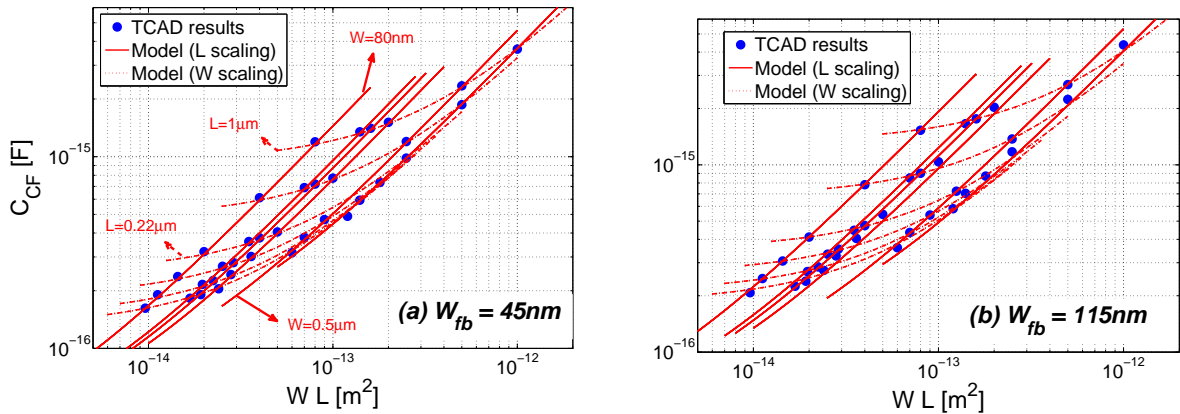 TCAD results
Model (L scaling)
Model (W scaling)
W=80nm
L=1μm
L=0.22μm
W=0.5μm
(a) W_fb = 45nm
C_CF [F]
10^−15
10^−16
10^−14
10^−13
10^−12
W L [m^2]
TCAD results
Model (L scaling)
Model (W scaling)
(b) W_fb = 115nm
10^−15
10^−16
10^−14
10^−13
10^−12
W L [m^2]